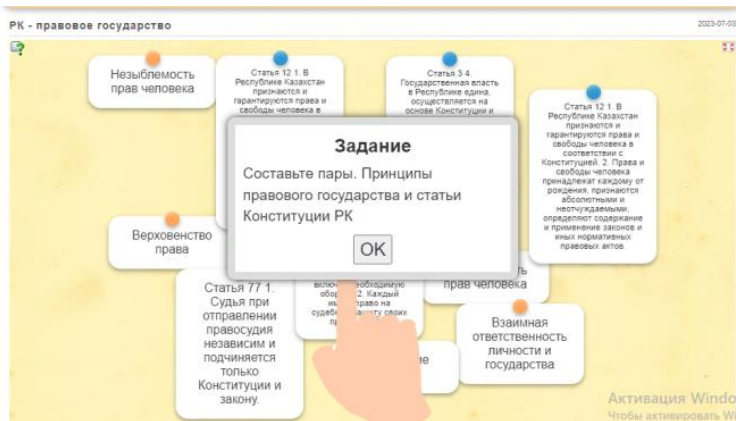 РК - правовое государство
2023-07-03
Незыблемость
прав человека
Статья 12 1. В
Республике Казахстан
признаются и
гарантируются права и
свободы человека в
Статья 3 4.
Государственная власть
в Республике едина,
осуществляется на
основе Конституции и
Статья 12 1. В
Республике Казахстан
признаются и
гарантируются права и
свободы человека в
соответствии с
Конституцией. 2. Права и
свободы человека
принадлежат каждому от
рождения, признаются
абсолютными и
неотчуждаемыми,
определяют содержание
и применение законов и
иных нормативных
правовых актов.
Задание
Составьте пары. Принципы
правового государства и статьи
Конституции РК
OK
Верховенство
права
Статья 77 1.
Судья при
отправлении
правосудия
независим и
подчиняется
только
Конституции и
закону.
2. Каждый
право на
прав человека
Взаимная
ответственность
личности и
государства
Активация Windo
Чтобы активировать Wi